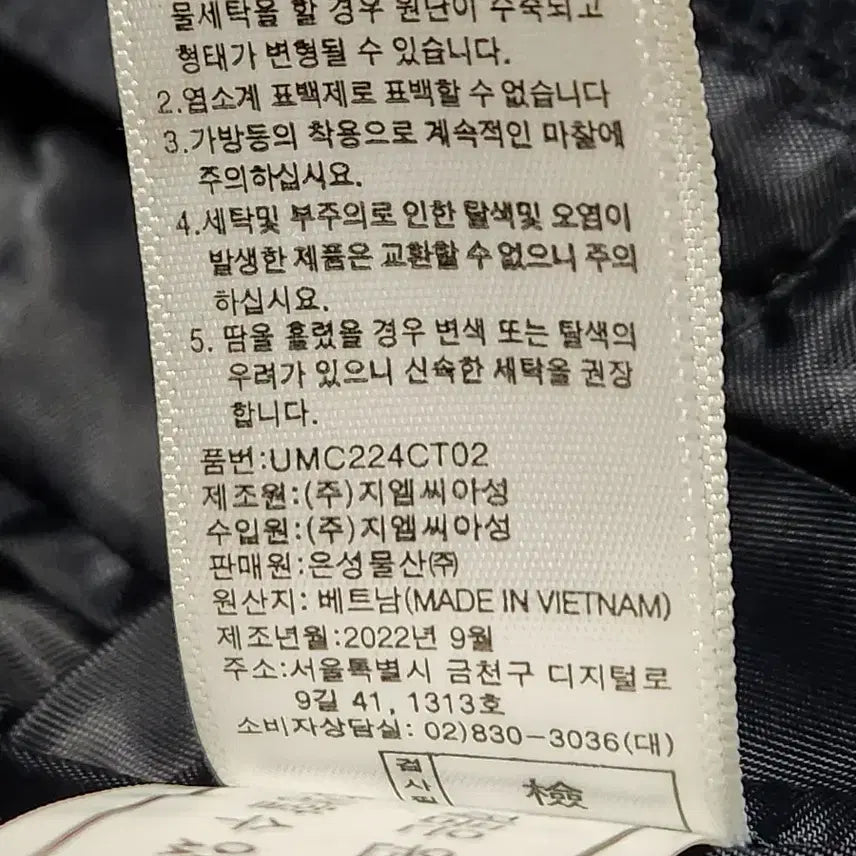 물세탁을 할 경우 원단이 수축되고
형태가 변형될 수 있습니다.
2.염소계 표백제로 표백할 수 없습니다
3.가방등의 착용으로 계속적인 마찰에
주의하십시요.
4.세탁및 부주의로 인한 탈색및 오염이
발생한 제품은 교환할 수 없으니 주의
하십시요.
5. 땀을 흘렸을 경우 변색 또는 탈색의
우려가 있으니 신속한 세탁을 권장
합니다.
품번:UMC224CT02
제조원:(주)지엠씨아성
수입원:(주)지엠씨아성
판매원:은성물산㈜
원산지: 베트남(MADE IN VIETNAM)
제조년월:2022년 9월
주소:서울특별시 금천구 디지털로
9길 41, 1313호
소비자상담실: 02)830-3036(대)
검사
檢